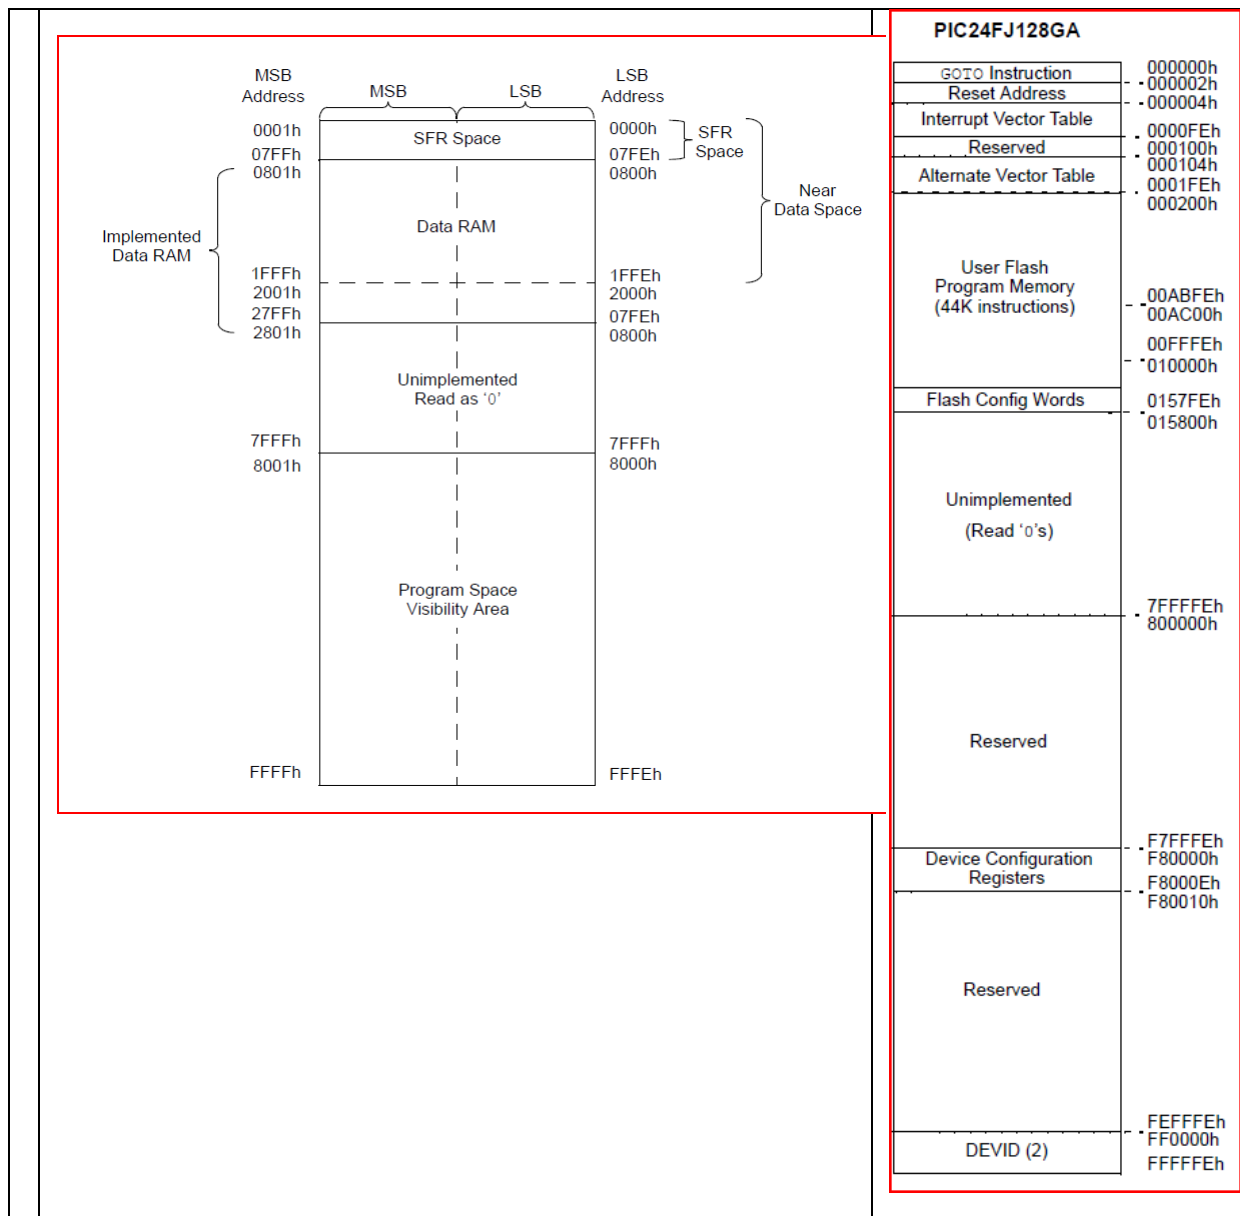 MSB
Address
MSB
LSB
LSB
Address
0001h
SFR Space
0000h
SFR
Space
07FFh
07FEh
0801h
0800h
Near
Data Space
Implemented
Data RAM
Data RAM
1FFFh
1FFEh
2001h
2000h
27FFh
07FEh
2801h
0800h
Unimplemented
Read as ‘0’
7FFFh
7FFFh
8001h
8000h
Program Space
Visibility Area
FFFFh
FFFEh
PIC24FJ128GA
GOTO Instruction
000000h
000002h
Reset Address
000004h
Interrupt Vector Table
0000FEh
Reserved
000100h
000104h
Alternate Vector Table
0001FEh
000200h
User Flash
Program Memory
(44K instructions)
00ABFEh
00AC00h
00FFFEh
010000h
Flash Config Words
0157FEh
015800h
Unimplemented
(Read ‘0’s)
7FFFFEh
800000h
Reserved
F7FFFEh
F80000h
Device Configuration
Registers
F8000Eh
F80010h
Reserved
FEFFFEh
FF0000h
DEVID (2)
FFFFFEh